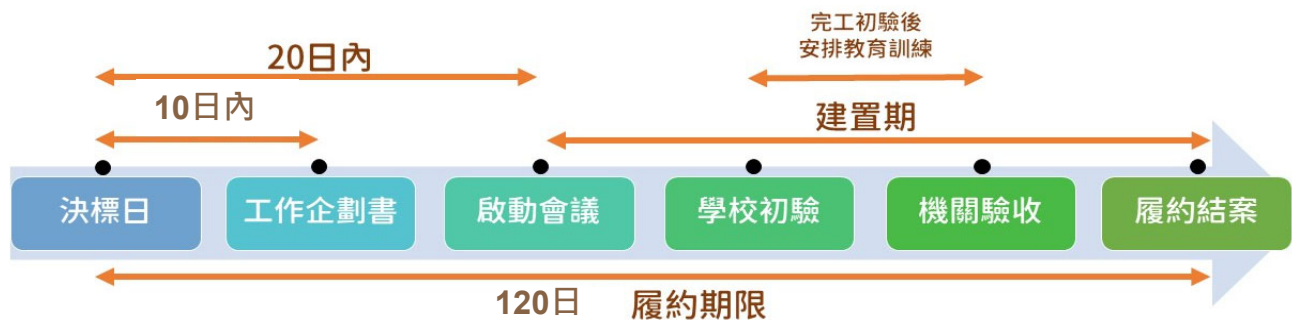 完工初驗後
安排教育訓練
20日內
10日內
建置期
決標日
工作企劃書
啟動會議
學校初驗
機關驗收
履約結案
120日 履約期限